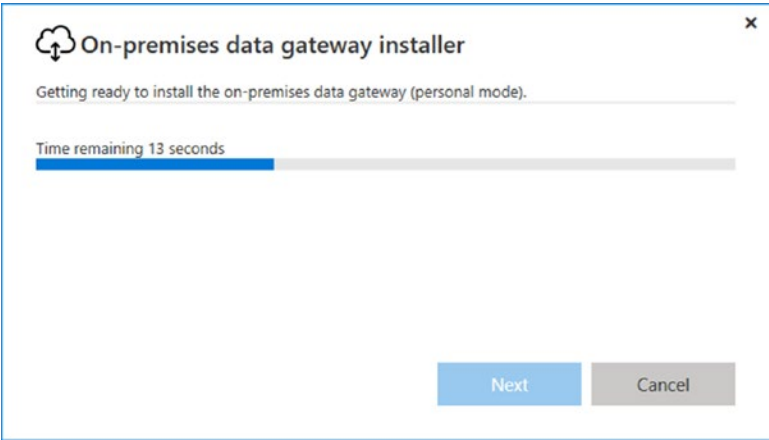 On-premises data gateway installer
Getting ready to install the on-premises data gateway (personal mode).
Time remaining 13 seconds
Next
Cancel